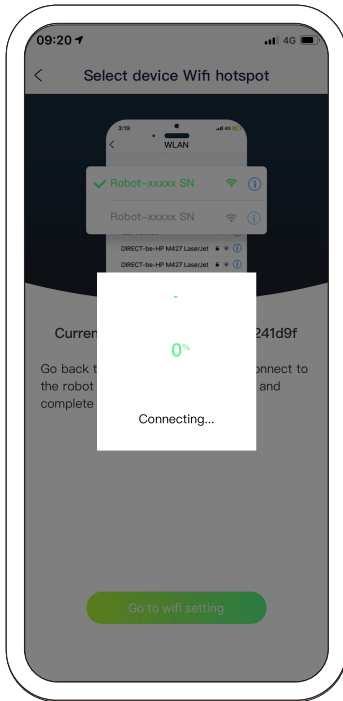 09:20
4G
Select device Wifi hotspot
3:19
WLAN
Robot-xxxxx SN
Robot-xxxxx SN
DIRECT-be-HP M427 LaserJet
DIRECT-be-HP M427 LaserJet
Curren 241d9f
0%
Go back t onnect to
the robot and
complete
Connecting...
Go to wifi setting